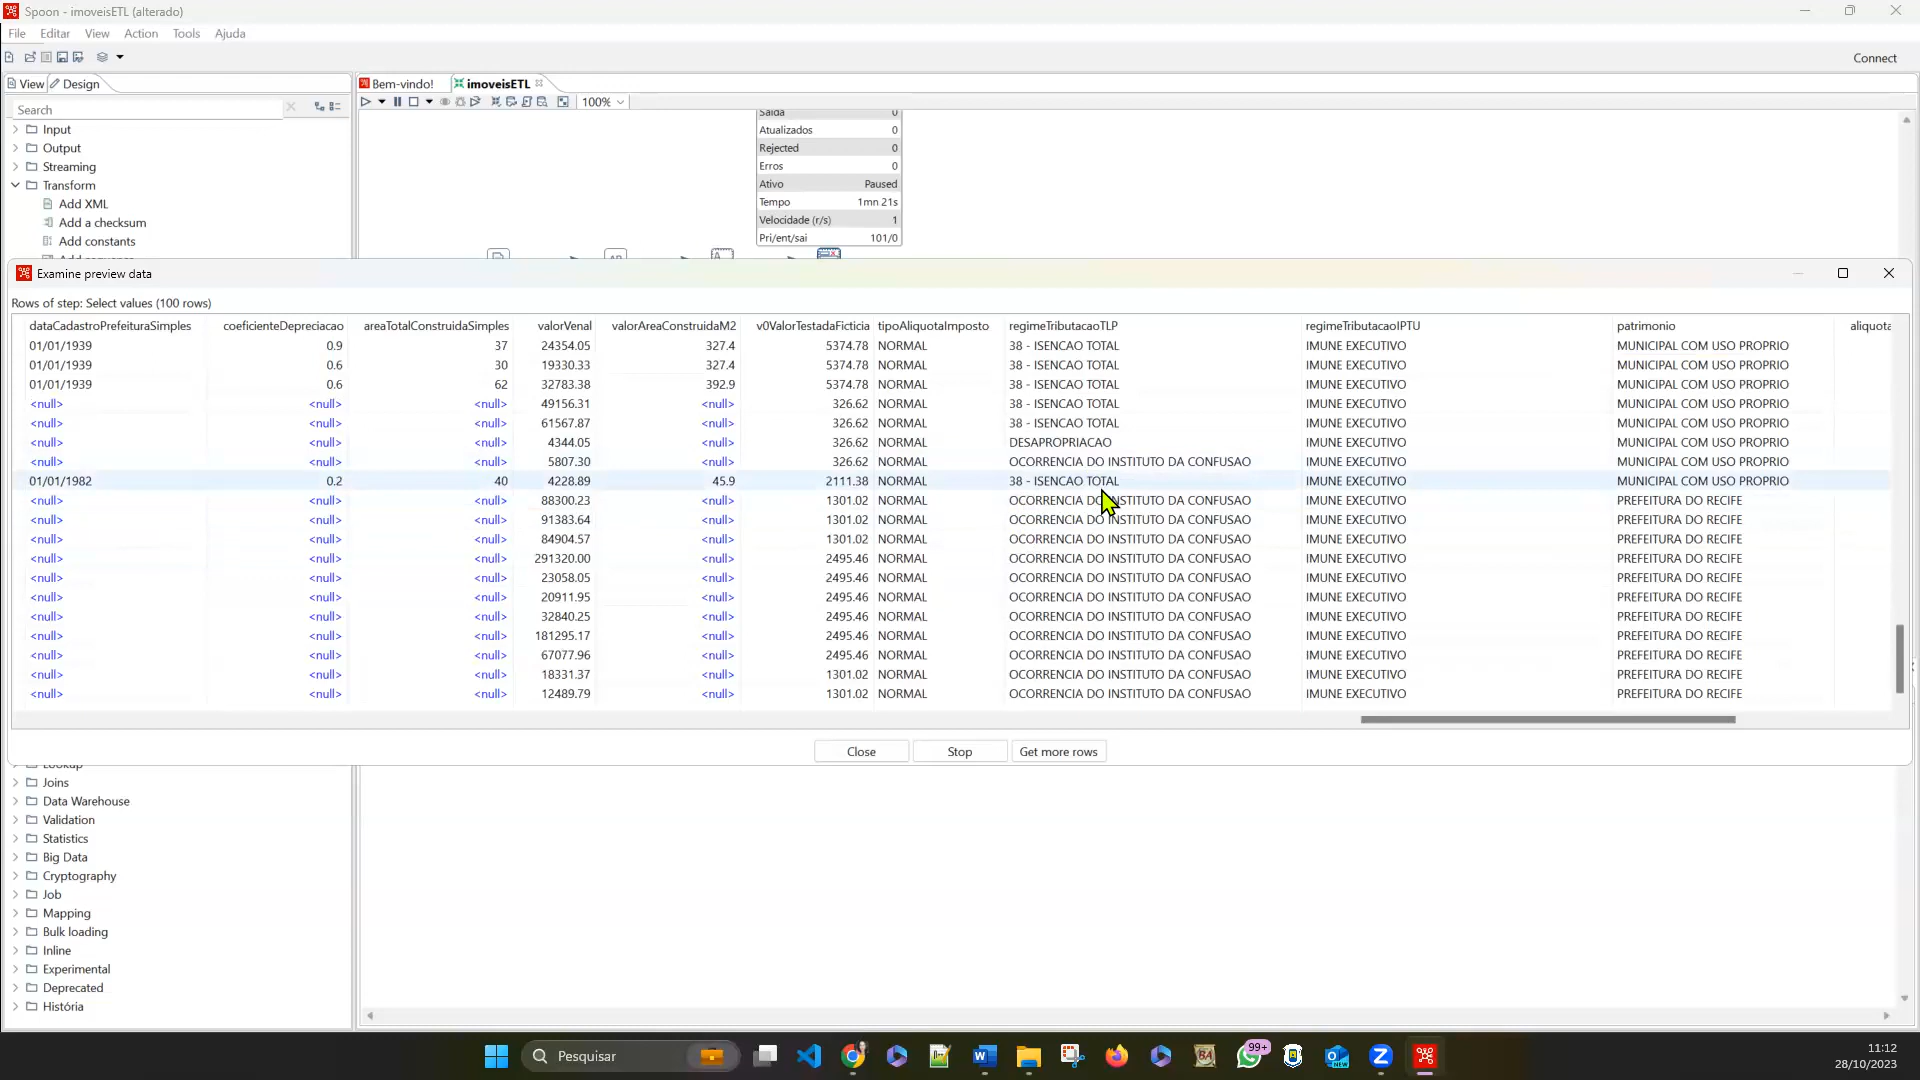 Spoon - imoveisETL (alterado)
File Editar View Action Tools Ajuda
Connect
View Design
Bem-vindo! imoveisETL
Search
100%
Input
Output
Streaming
Transform
Add XML
Add a checksum
Add constants
Saída 0
Atualizados 0
Rejected 0
Erros 0
Ativo Paused
Tempo 1mn 21s
Velocidade (r/s) 1
Pri/ent/sai 101/0
Examine preview data
Rows of step: Select values (100 rows)
dataCadastroPrefeituraSimples coeficienteDepreciacao areaTotalConstruidaSimples valorVenal valorAreaConstruidaM2 v0ValorTestadaFicticia tipoAliquotaImposto regimeTributacaoTLP regimeTributacaoIPTU patrimonio aliquota
01/01/1939 0.9 37 24354.05 327.4 5374.78 NORMAL 38 - ISENCAO TOTAL IMUNE EXECUTIVO MUNICIPAL COM USO PROPRIO
01/01/1939 0.6 30 19330.33 327.4 5374.78 NORMAL 38 - ISENCAO TOTAL IMUNE EXECUTIVO MUNICIPAL COM USO PROPRIO
01/01/1939 0.6 62 32783.38 392.9 5374.78 NORMAL 38 - ISENCAO TOTAL IMUNE EXECUTIVO MUNICIPAL COM USO PROPRIO
<null> <null> <null> 49156.31 <null> 326.62 NORMAL 38 - ISENCAO TOTAL IMUNE EXECUTIVO MUNICIPAL COM USO PROPRIO
<null> <null> <null> 61567.87 <null> 326.62 NORMAL 38 - ISENCAO TOTAL IMUNE EXECUTIVO MUNICIPAL COM USO PROPRIO
<null> <null> <null> 4344.05 <null> 326.62 NORMAL DESAPROPRIACAO IMUNE EXECUTIVO MUNICIPAL COM USO PROPRIO
<null> <null> <null> 5807.30 <null> 326.62 NORMAL OCORRENCIA DO INSTITUTO DA CONFUSAO IMUNE EXECUTIVO MUNICIPAL COM USO PROPRIO
01/01/1982 0.2 40 4228.89 45.9 2111.38 NORMAL 38 - ISENCAO TOTAL IMUNE EXECUTIVO MUNICIPAL COM USO PROPRIO
<null> <null> <null> 88300.23 <null> 1301.02 NORMAL OCORRENCIA DO INSTITUTO DA CONFUSAO IMUNE EXECUTIVO PREFEITURA DO RECIFE
<null> <null> <null> 91383.64 <null> 1301.02 NORMAL OCORRENCIA DO INSTITUTO DA CONFUSAO IMUNE EXECUTIVO PREFEITURA DO RECIFE
<null> <null> <null> 84904.57 <null> 1301.02 NORMAL OCORRENCIA DO INSTITUTO DA CONFUSAO IMUNE EXECUTIVO PREFEITURA DO RECIFE
<null> <null> <null> 291320.00 <null> 2495.46 NORMAL OCORRENCIA DO INSTITUTO DA CONFUSAO IMUNE EXECUTIVO PREFEITURA DO RECIFE
<null> <null> <null> 23058.05 <null> 2495.46 NORMAL OCORRENCIA DO INSTITUTO DA CONFUSAO IMUNE EXECUTIVO PREFEITURA DO RECIFE
<null> <null> <null> 20911.95 <null> 2495.46 NORMAL OCORRENCIA DO INSTITUTO DA CONFUSAO IMUNE EXECUTIVO PREFEITURA DO RECIFE
<null> <null> <null> 32840.25 <null> 2495.46 NORMAL OCORRENCIA DO INSTITUTO DA CONFUSAO IMUNE EXECUTIVO PREFEITURA DO RECIFE
<null> <null> <null> 181295.17 <null> 2495.46 NORMAL OCORRENCIA DO INSTITUTO DA CONFUSAO IMUNE EXECUTIVO PREFEITURA DO RECIFE
<null> <null> <null> 67077.96 <null> 2495.46 NORMAL OCORRENCIA DO INSTITUTO DA CONFUSAO IMUNE EXECUTIVO PREFEITURA DO RECIFE
<null> <null> <null> 18331.37 <null> 1301.02 NORMAL OCORRENCIA DO INSTITUTO DA CONFUSAO IMUNE EXECUTIVO PREFEITURA DO RECIFE
<null> <null> <null> 12489.79 <null> 1301.02 NORMAL OCORRENCIA DO INSTITUTO DA CONFUSAO IMUNE EXECUTIVO PREFEITURA DO RECIFE
Close Stop Get more rows
Lookup
Joins
Data Warehouse
Validation
Statistics
Big Data
Cryptography
Job
Mapping
Bulk loading
Inline
Experimental
Deprecated
História
Pesquisar
99+
11:12
28/10/2023